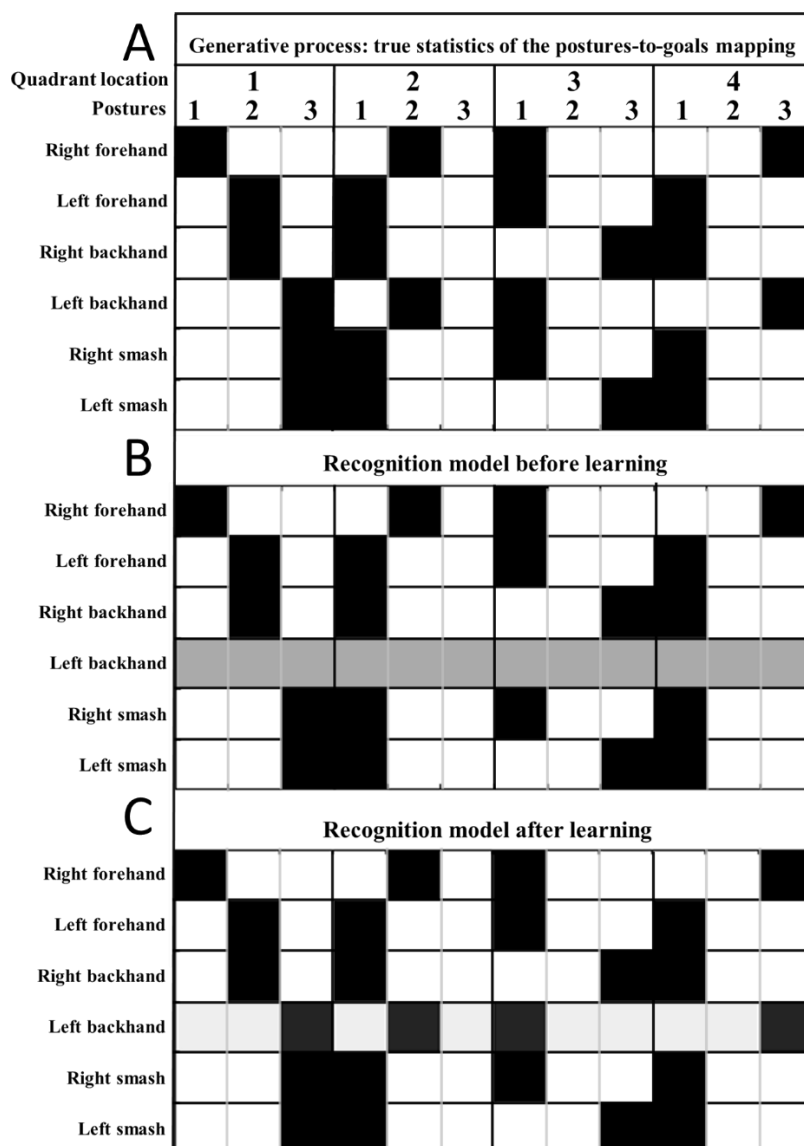 A
Generative process: true statistics of the postures-to-goals mapping
Quadrant location 1 2 3 4
Postures 1 2 3 1 2 3 1 2 3 1 2 3
Right forehand
Left forehand
Right backhand
Left backhand
Right smash
Left smash
B
Recognition model before learning
Right forehand
Left forehand
Right backhand
Left backhand
Right smash
Left smash
C
Recognition model after learning
Right forehand
Left forehand
Right backhand
Left backhand
Right smash
Left smash